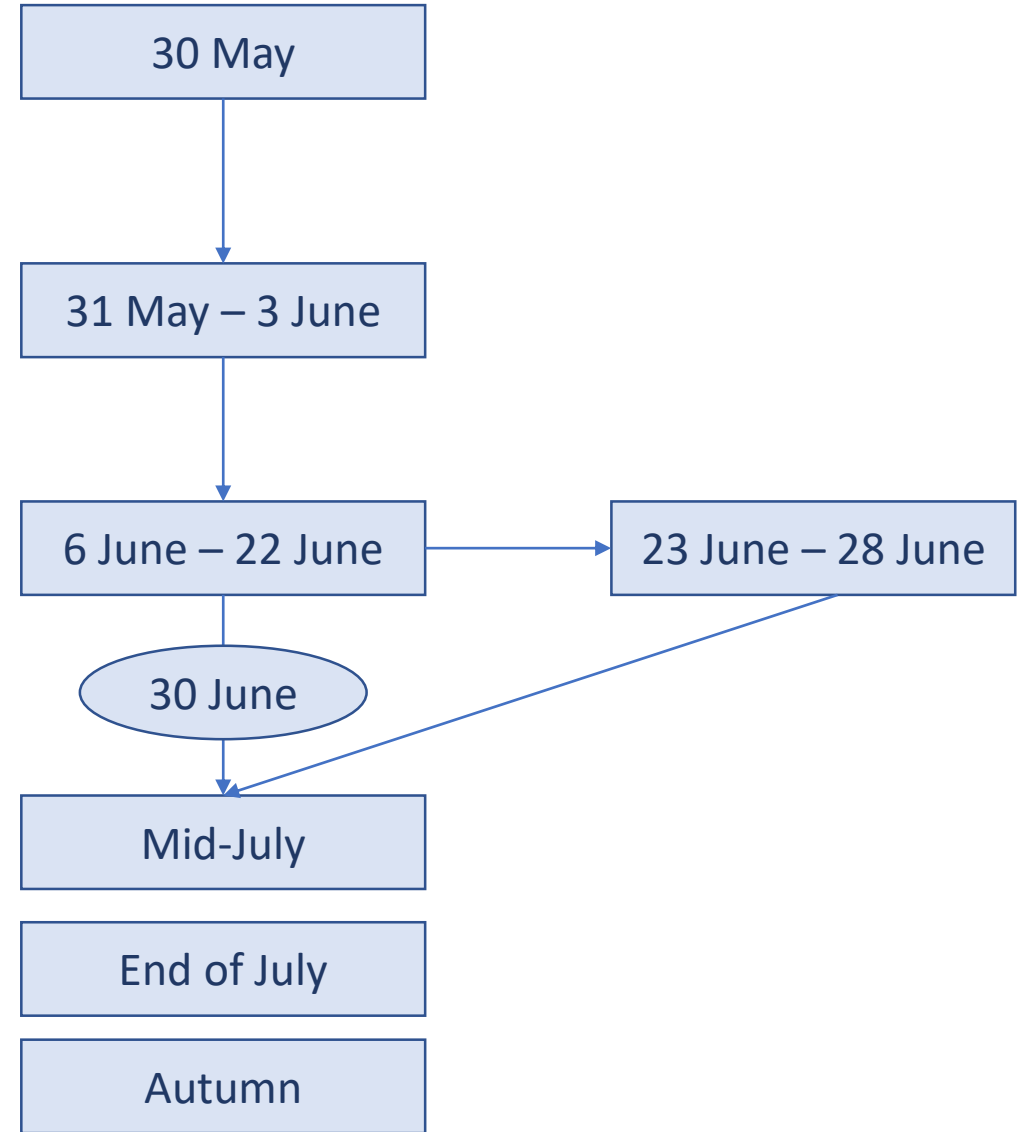 30 May
31 May – 3 June
6 June – 22 June
23 June – 28 June
30 June
Mid-July
End of July
Autumn